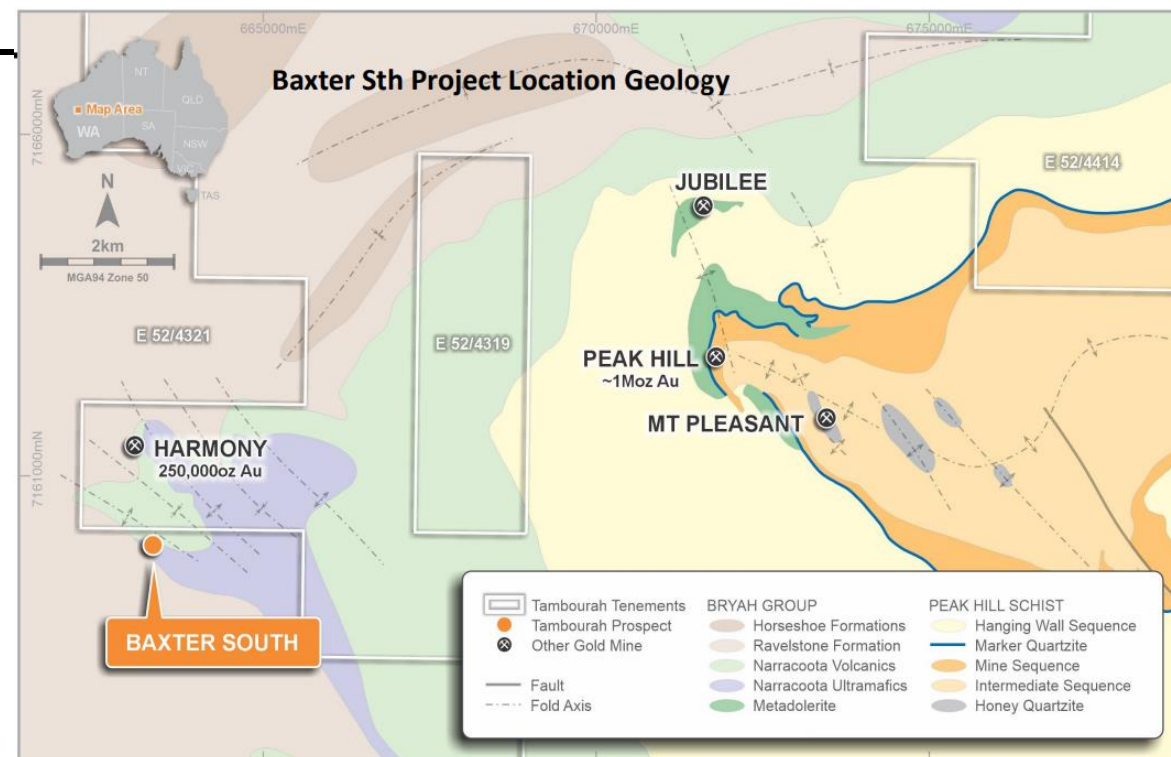 665000mE
670000mE
675000mE
Baxter Sth Project Location Geology
NT
QLD
Map Area
WA
SA
NSW
VIC
TAS
7166000mN
N
2km
MGA94 Zone 50
E 52/4414
JUBILEE
E 52/4321
E 52/4319
PEAK HILL
~1Moz Au
MT PLEASANT
HARMONY
250,000oz Au
7161000mN
BAXTER SOUTH
Tambourah Tenements
Tambourah Prospect
Other Gold Mine
Fault
Fold Axis
BRYAH GROUP
Horseshoe Formations
Ravelstone Formation
Narracoota Volcanics
Narracoota Ultramafics
Metadolerite
PEAK HILL SCHIST
Hanging Wall Sequence
Marker Quartzite
Mine Sequence
Intermediate Sequence
Honey Quartzite